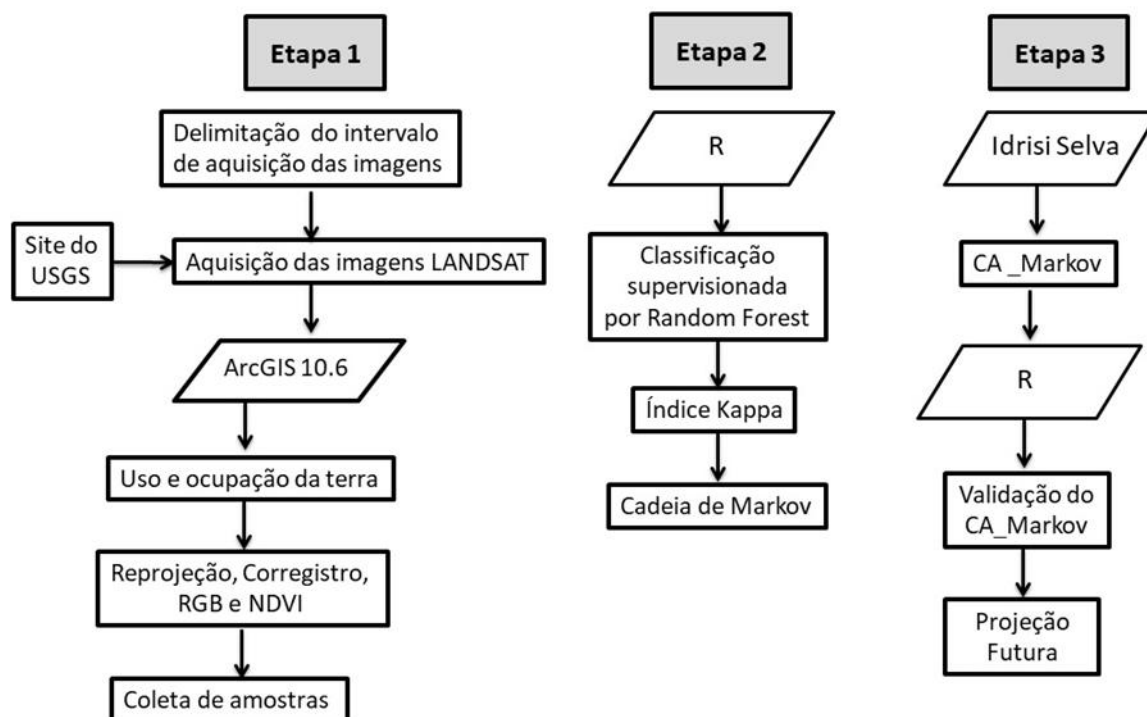 Etapa 1
Delimitação do intervalo
de aquisição das imagens
Site do
USGS
Aquisição das imagens LANDSAT
ArcGIS 10.6
Uso e ocupação da terra
Reprojeção, Corregistro,
RGB e NDVI
Coleta de amostras
Etapa 2
R
Classificação
supervisionada
por Random Forest
Índice Kappa
Cadeia de Markov
Etapa 3
Idrisi Selva
CA _Markov
R
Validação do
CA_Markov
Projeção
Futura